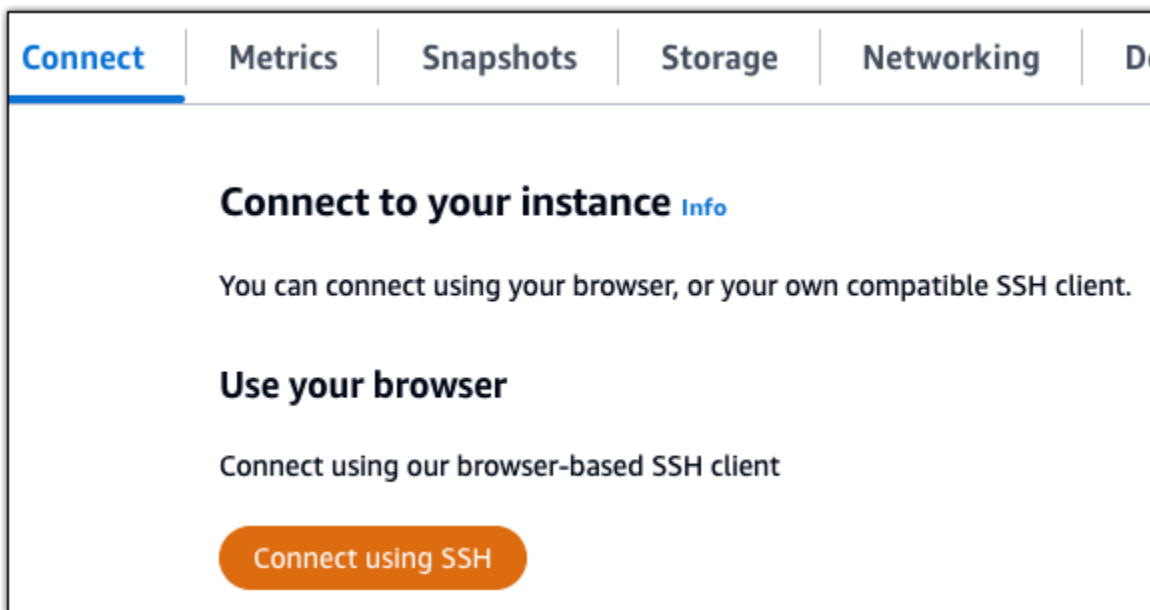 Connect Metrics Snapshots Storage Networking
Connect to your instance Info
You can connect using your browser, or your own compatible SSH client.
Use your browser
Connect using our browser-based SSH client
Connect using SSH